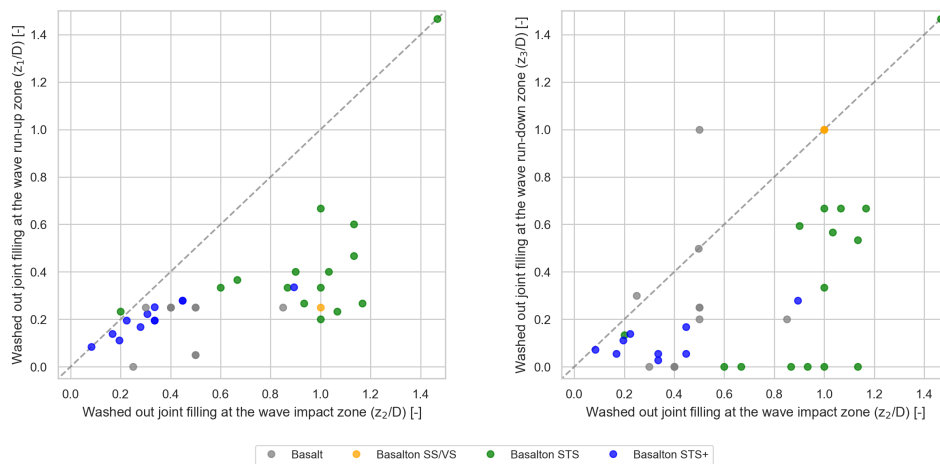 Washed out joint filling at the wave run-up zone (z₁/D) [-]
1.4
1.2
1.0
0.8
0.6
0.4
0.2
0.0
0.0 0.2 0.4 0.6 0.8 1.0 1.2 1.4
Washed out joint filling at the wave impact zone (z₂/D) [-]
Washed out joint filling at the wave run-down zone (z₃/D) [-]
1.4
1.2
1.0
0.8
0.6
0.4
0.2
0.0
0.0 0.2 0.4 0.6 0.8 1.0 1.2 1.4
Washed out joint filling at the wave impact zone (z₂/D) [-]
Basalt Basalton SS/VS Basalton STS Basalton STS+